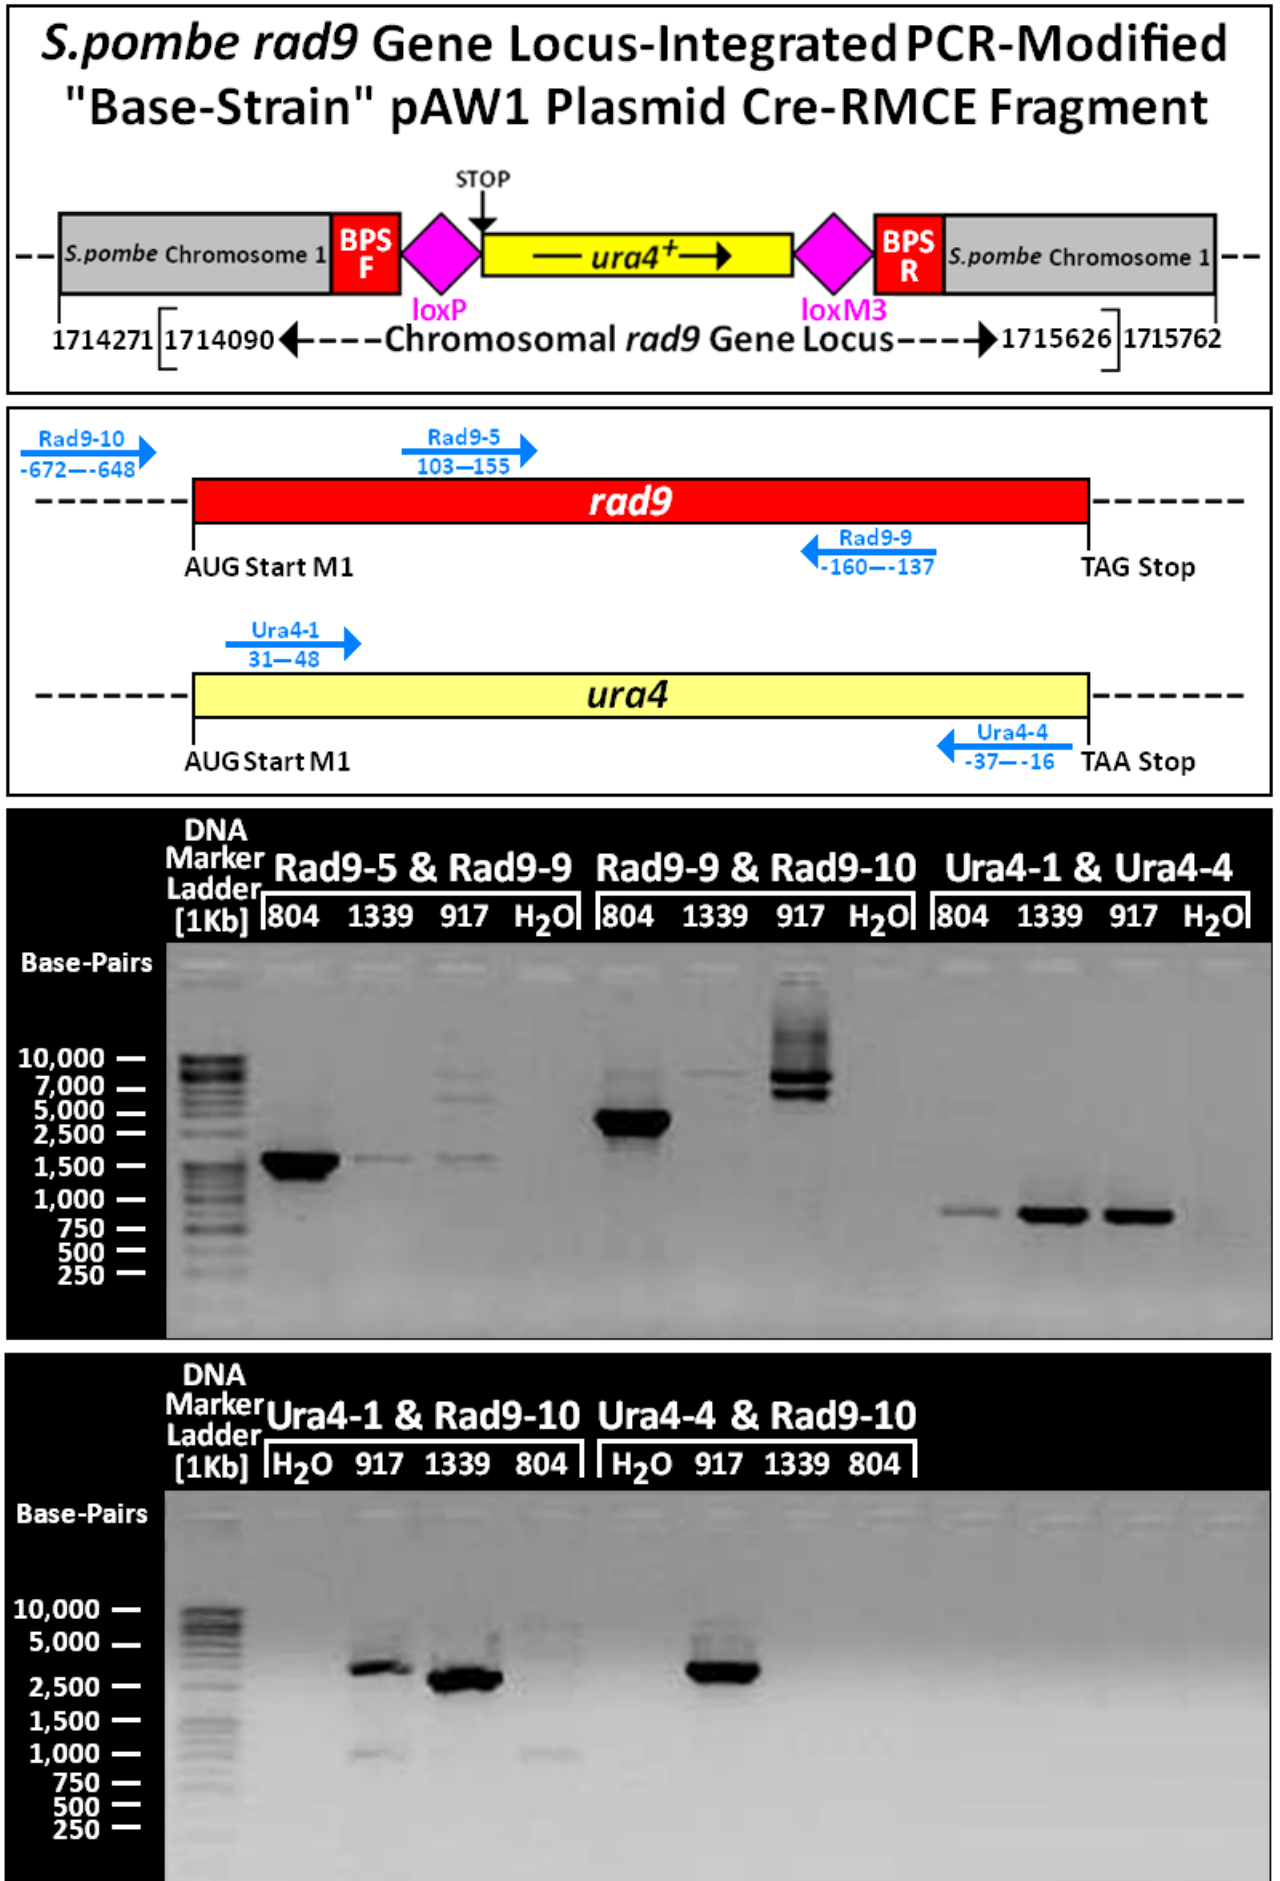 S.pombe rad9 Gene Locus-Integrated PCR-Modified
"Base-Strain" pAW1 Plasmid Cre-RMCE Fragment
STOP
S.pombe Chromosome 1 BPS F ura4+ BPS R S.pombe Chromosome 1
loxP loxM3
1714271 [1714090 Chromosomal rad9 Gene Locus 1715626] 1715762
Rad9-10 Rad9-5
-672—-648 103—155
rad9
Rad9-9
-160—-137
AUG Start M1 TAG Stop
Ura4-1
31—48
ura4
Ura4-4
-37—-16
AUG Start M1 TAA Stop
DNA
Marker
Ladder
[1Kb]
Rad9-5 & Rad9-9 Rad9-9 & Rad9-10 Ura4-1 & Ura4-4
804 1339 917 H2O 804 1339 917 H2O 804 1339 917 H2O
Base-Pairs
10,000
7,000
5,000
2,500
1,500
1,000
750
500
250
DNA
Marker
Ladder
[1Kb]
Ura4-1 & Rad9-10 Ura4-4 & Rad9-10
H2O 917 1339 804 H2O 917 1339 804
Base-Pairs
10,000
5,000
2,500
1,500
1,000
750
500
250